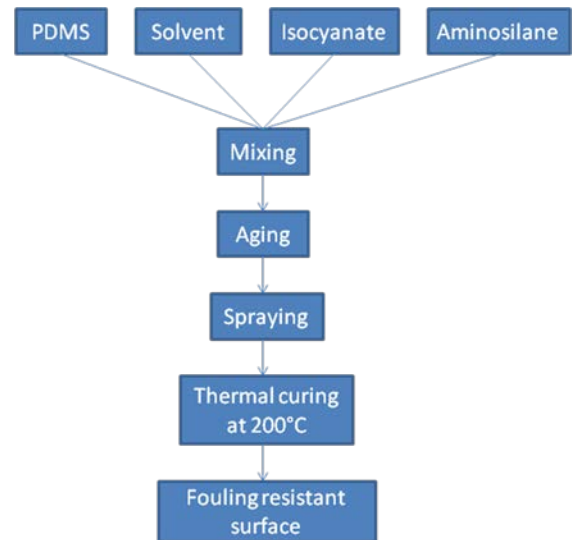 PDMS
Solvent
Isocyanate
Aminosilane
Mixing
Aging
Spraying
Thermal curing
at 200°C
Fouling resistant
surface